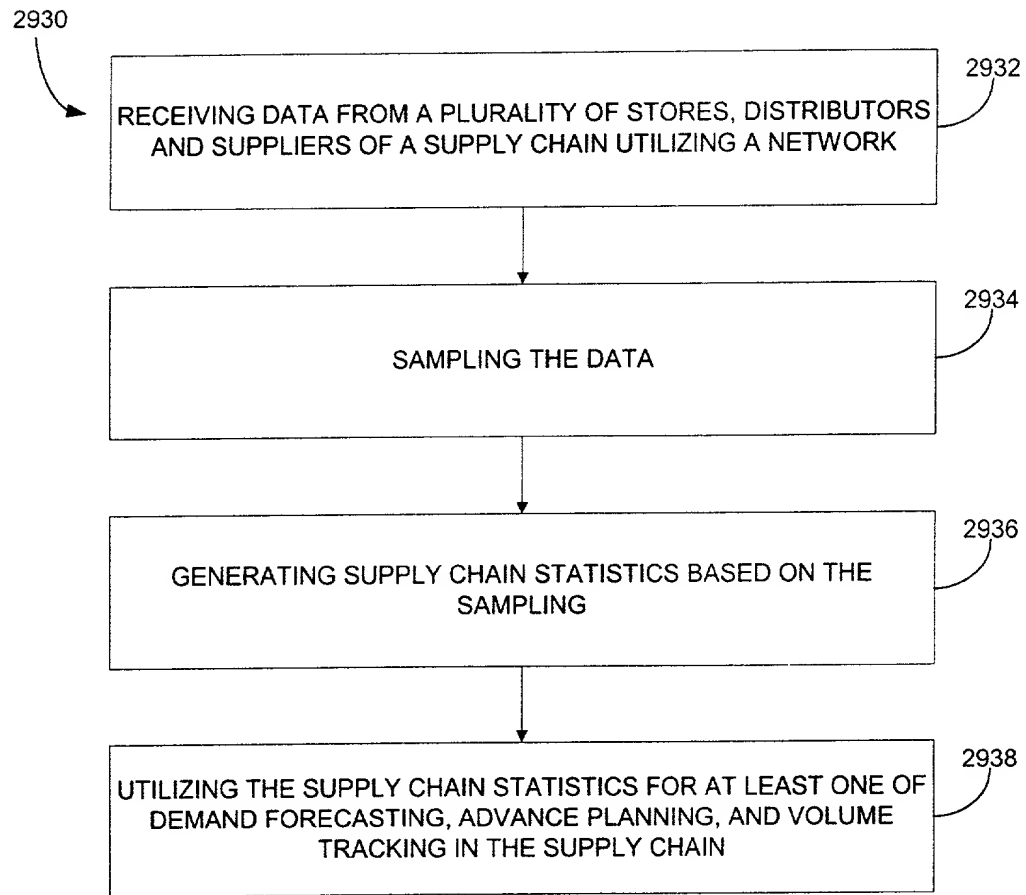 2930
2932
RECEIVING DATA FROM A PLURALITY OF STORES, DISTRIBUTORS
AND SUPPLIERS OF A SUPPLY CHAIN UTILIZING A NETWORK
2934
SAMPLING THE DATA
2936
GENERATING SUPPLY CHAIN STATISTICS BASED ON THE
SAMPLING
2938
UTILIZING THE SUPPLY CHAIN STATISTICS FOR AT LEAST ONE OF
DEMAND FORECASTING, ADVANCE PLANNING, AND VOLUME
TRACKING IN THE SUPPLY CHAIN